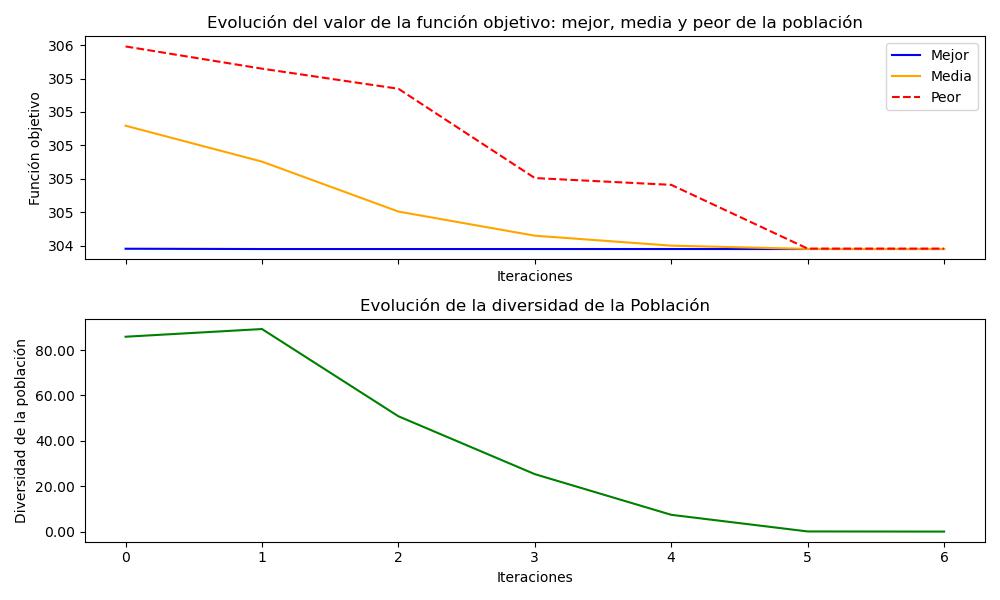 Evolución del valor de la función objetivo: mejor, media y peor de la población
Función objetivo
306
305
305
305
305
305
304
Mejor
Media
Peor
Iteraciones
Evolución de la diversidad de la Población
Diversidad de la población
80.00
60.00
40.00
20.00
0.00
0 1 2 3 4 5 6
Iteraciones